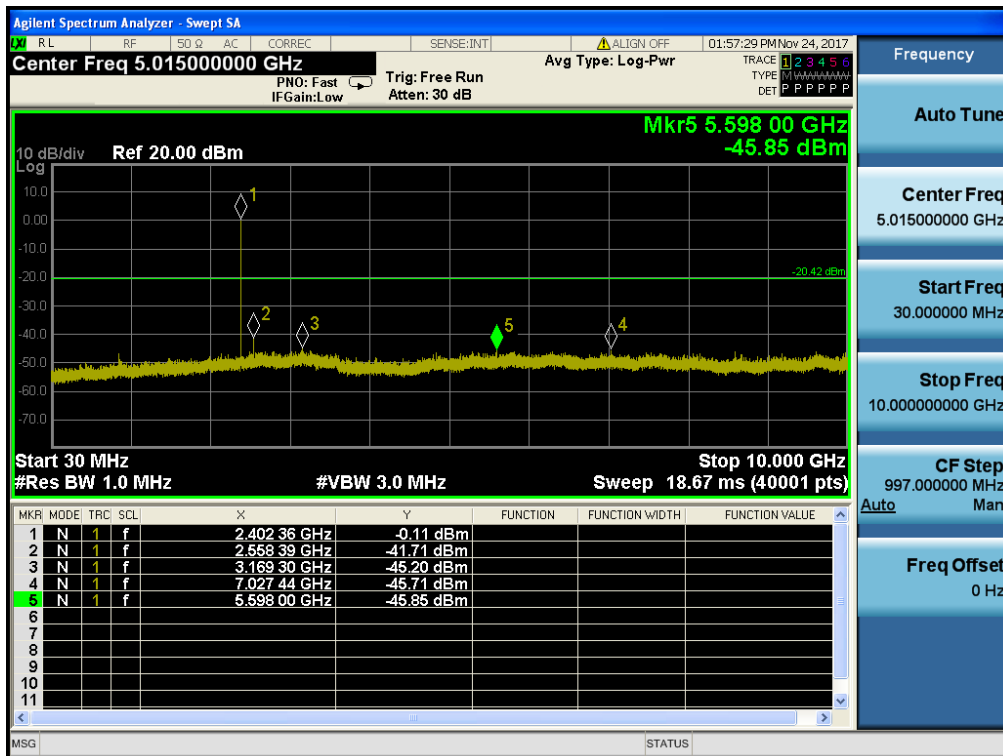 Agilent Spectrum Analyzer - Swept SA
LXI RL RF 50 Ω AC CORREC SENSE:INT ALIGN OFF 01:57:29 PM Nov 24, 2017
Center Freq 5.015000000 GHz
Avg Type: Log-Pwr
TRACE 1 2 3 4 5 6
PNO: Fast
Trig: Free Run
TYPE M W W W W W
IFGain:Low
Atten: 30 dB
DET P P P P P P
Mkr5 5.598 00 GHz
-45.85 dBm
10 dB/div Ref 20.00 dBm
Log
10.0
1
0.00
-10.0
-20.0
-20.42 dBm
-30.0
2
3
5
4
-40.0
-50.0
-60.0
-70.0
Start 30 MHz Stop 10.000 GHz
#Res BW 1.0 MHz #VBW 3.0 MHz Sweep 18.67 ms (40001 pts)
MKR MODE TRC SCL X Y FUNCTION FUNCTION WIDTH FUNCTION VALUE
1 N 1 f 2.402 36 GHz -0.11 dBm
2 N 1 f 2.558 39 GHz -41.71 dBm
3 N 1 f 3.169 30 GHz -45.20 dBm
4 N 1 f 7.027 44 GHz -45.71 dBm
5 N 1 f 5.598 00 GHz -45.85 dBm
6
7
8
9
10
11
MSG STATUS
Frequency
Auto Tune
Center Freq
5.015000000 GHz
Start Freq
30.000000 MHz
Stop Freq
10.000000000 GHz
CF Step
997.000000 MHz
Auto Man
Freq Offset
0 Hz